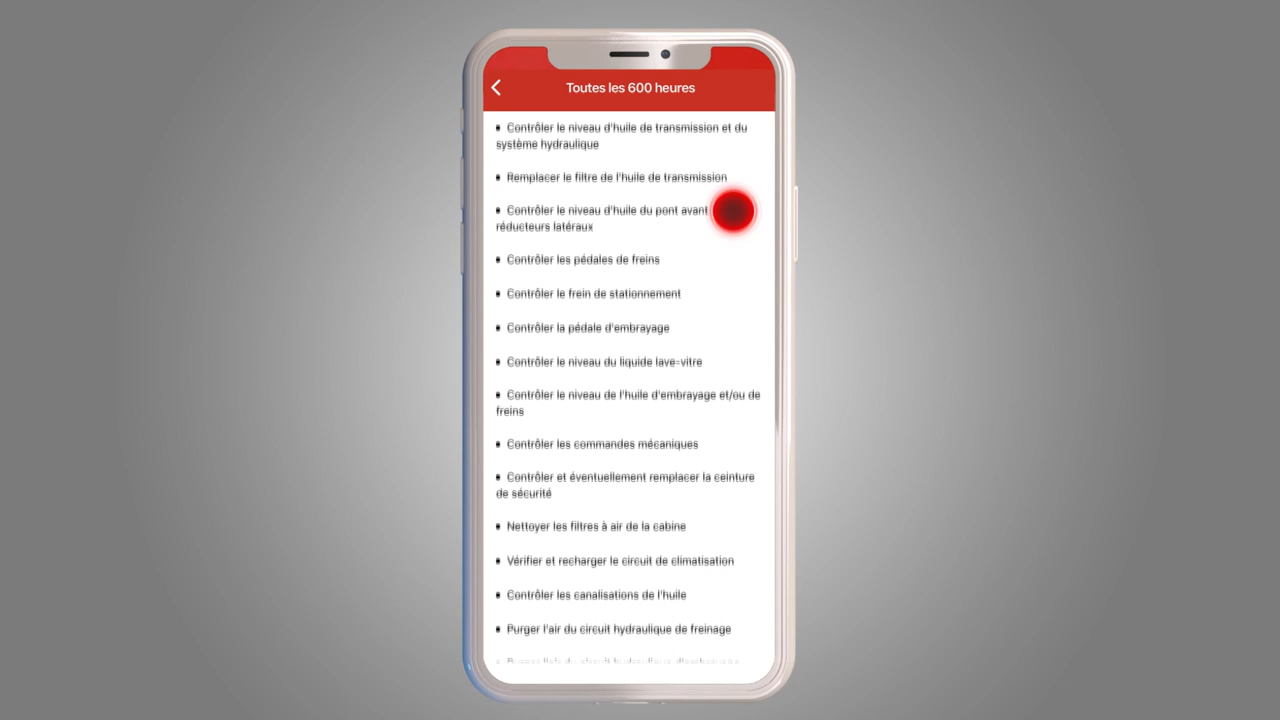 Toutes les 600 heures
• Contrôler le niveau d'huile de transmission et du
système hydraulique
• Remplacer le filtre de l'huile de transmission
• Contrôler le niveau d'huile du pont avant
réducteurs latéraux
• Contrôler les pédales de freins
• Contrôler le frein de stationnement
• Contrôler la pédale d'embrayage
• Contrôler le niveau du liquide lave-vitre
• Contrôler le niveau de l'huile d'embrayage et/ou de
freins
• Contrôler les commandes mécaniques
• Contrôler et éventuellement remplacer la ceinture
de sécurité
• Nettoyer les filtres à air de la cabine
• Vérifier et recharger le circuit de climatisation
• Contrôler les canalisations de l'huile
• Purger l'air du circuit hydraulique de freinage